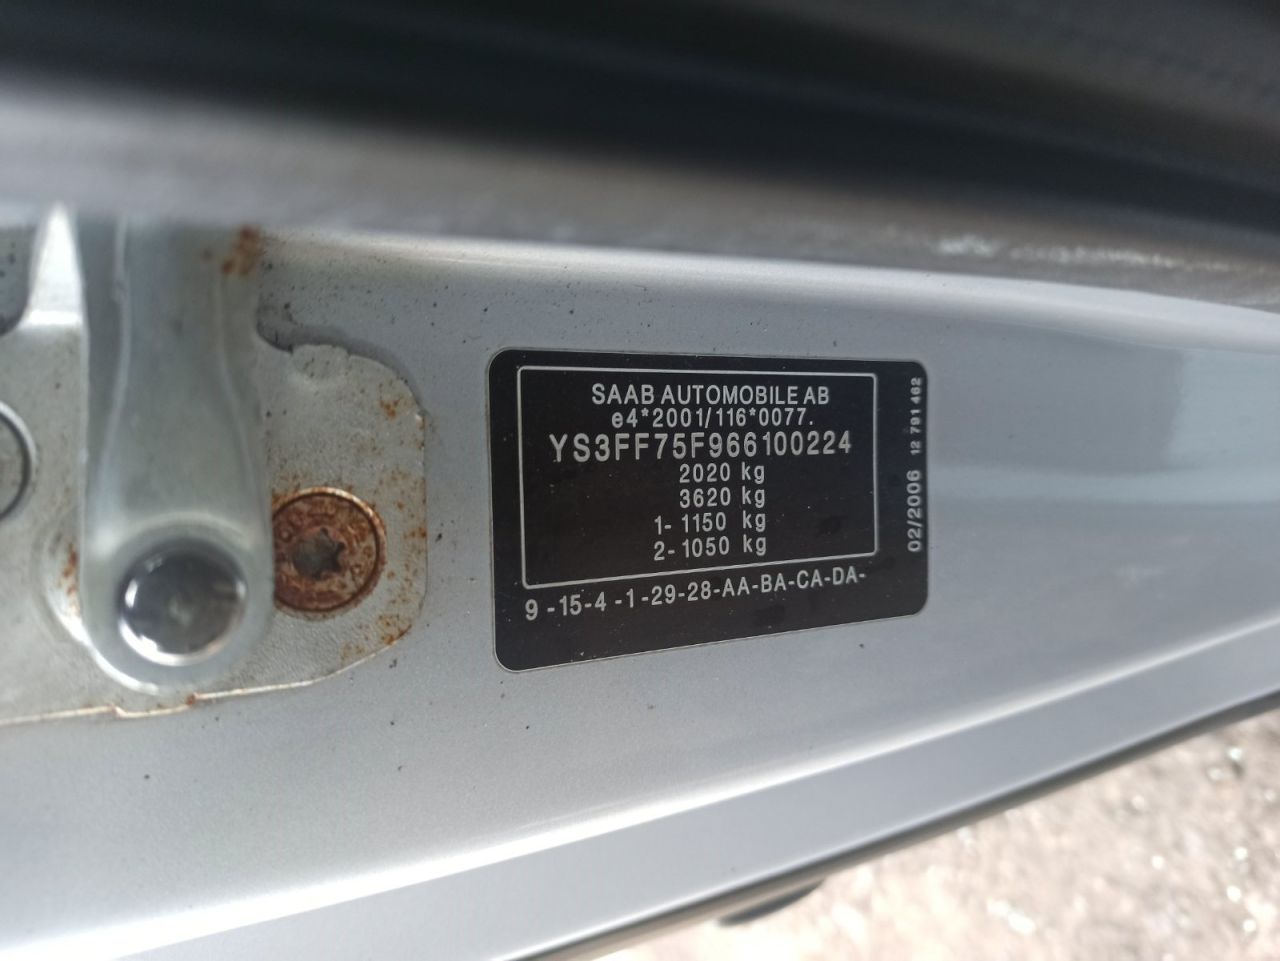 SAAB AUTOMOBILE AB
e4*2001/116*0077.
YS3FF75F966100224
2020 kg
3620 kg
1- 1150 kg
2- 1050 kg
9 -15-4 -1 -29-28-AA-BA-CA-DA-
02/2006 12 791 462